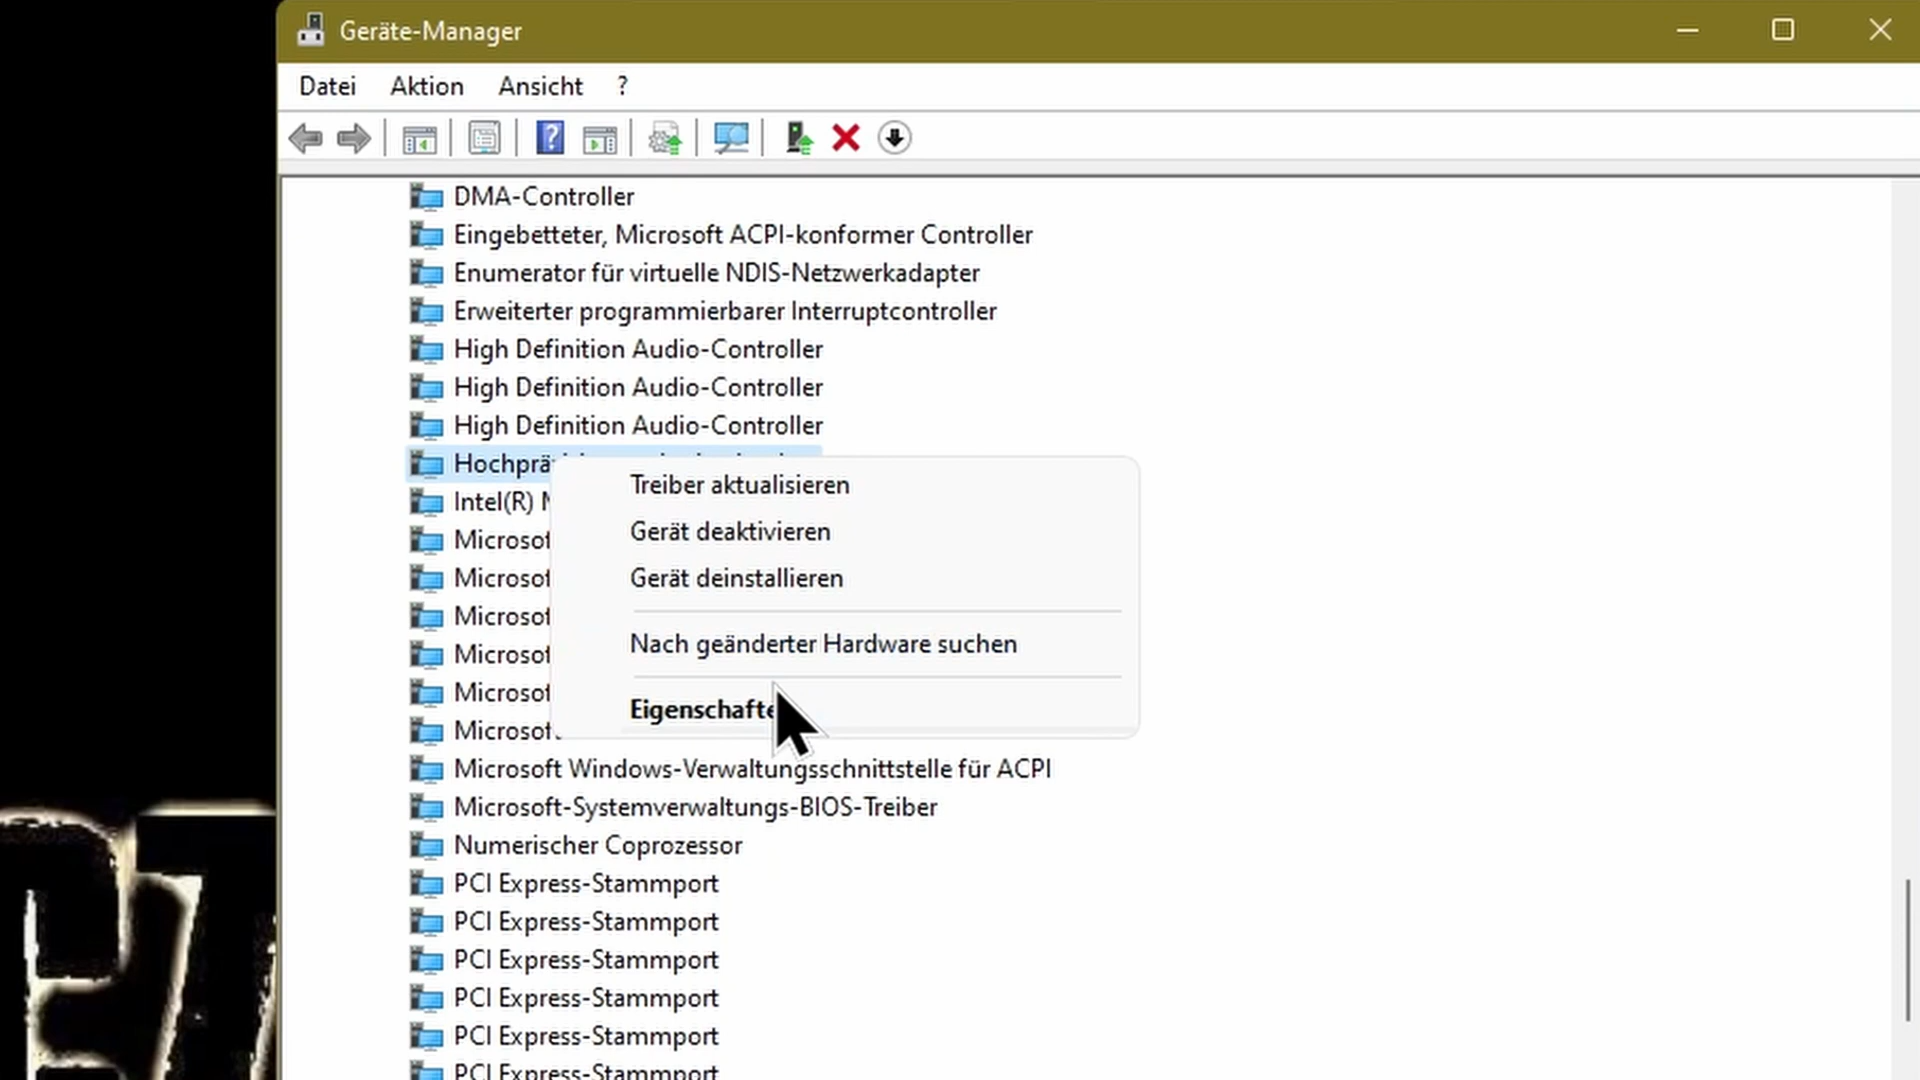 Geräte-Manager
Datei Aktion Ansicht ?
DMA-Controller
Eingebetteter, Microsoft ACPI-konformer Controller
Enumerator für virtuelle NDIS-Netzwerkadapter
Erweiterter programmierbarer Interruptcontroller
High Definition Audio-Controller
High Definition Audio-Controller
High Definition Audio-Controller
Intel(R)
Treiber aktualisieren
Gerät deaktivieren
Gerät deinstallieren
Nach geänderter Hardware suchen
Microsoft Windows-Verwaltungsschnittstelle für ACPI
Microsoft-Systemverwaltungs-BIOS-Treiber
Numerischer Coprozessor
PCI Express-Stammport
PCI Express-Stammport
PCI Express-Stammport
PCI Express-Stammport
PCI Express-Stammport
PCI Express-Stammport